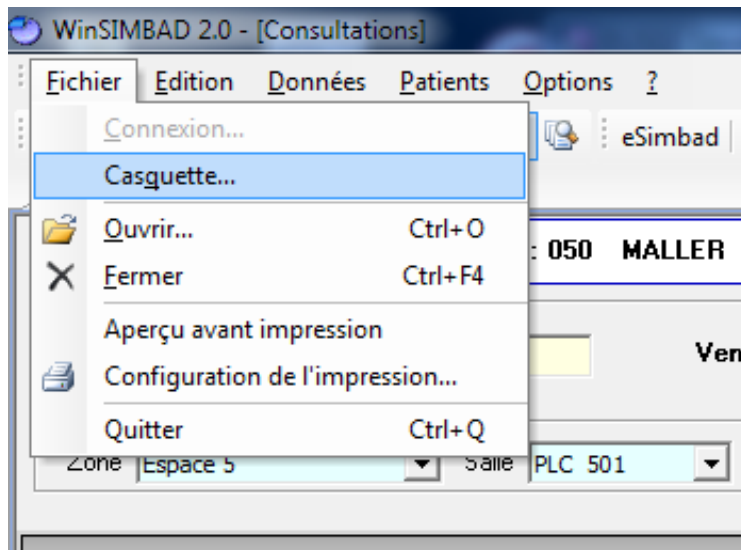 WinSIMBAD 2.0 - [Consultations]
Fichier Edition Données Patients Options ?
Connexion...
eSimbad
Casquette...
Ouvrir... Ctrl+O
: 050 MALLER
Fermer Ctrl+F4
Aperçu avant impression
Ven
Configuration de l'impression...
Quitter Ctrl+Q
Zone Espace 5 Salle PLC 501